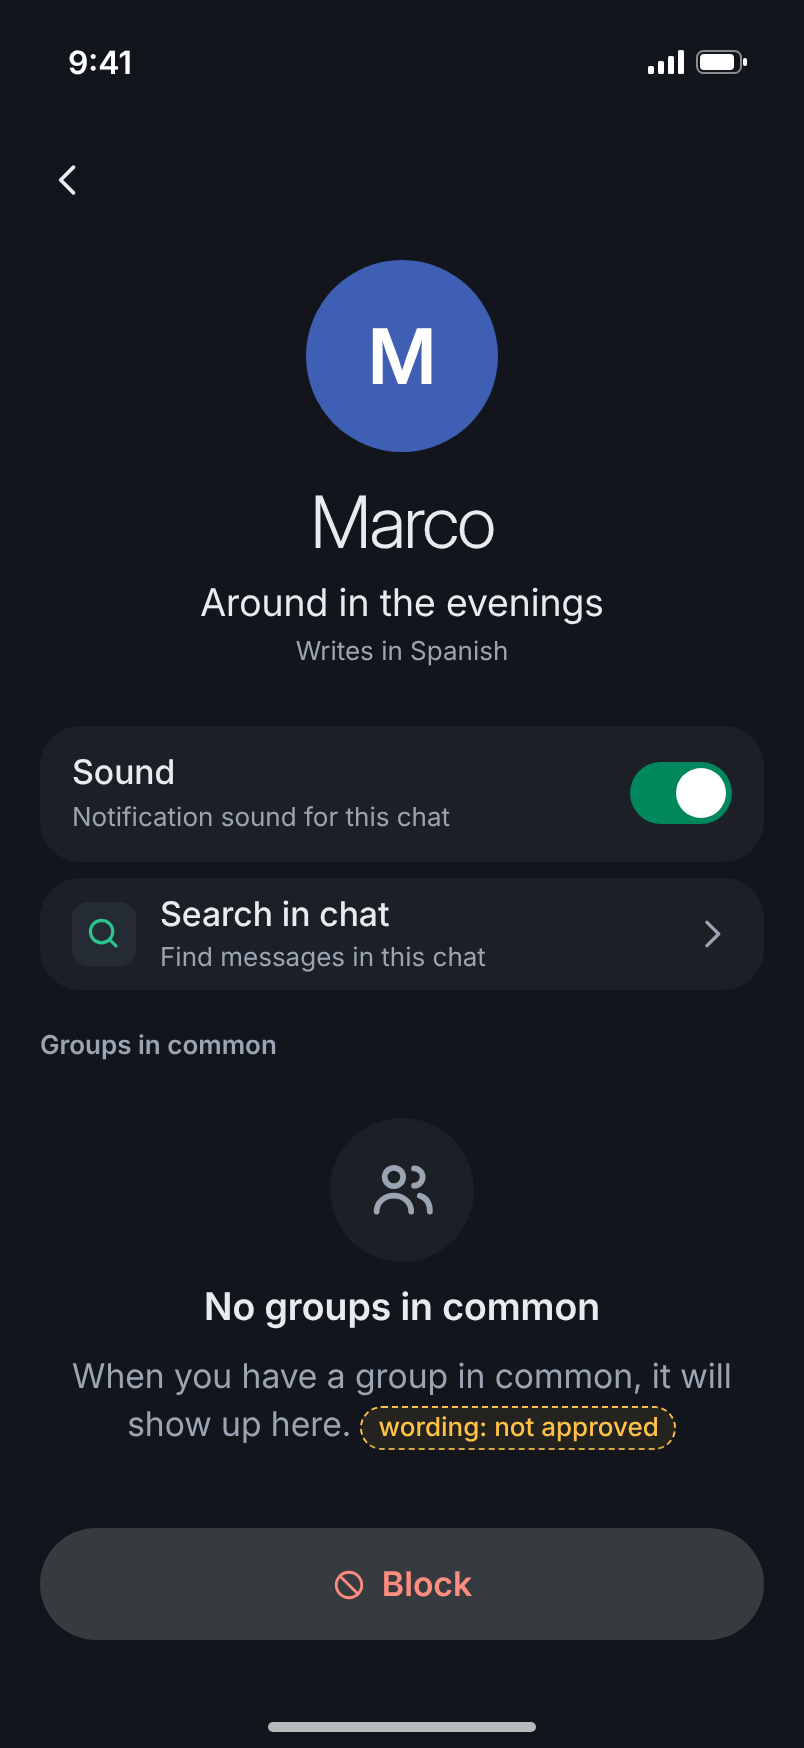 9:41
M
Marco
Around in the evenings
Writes in Spanish
Sound
Notification sound for this chat
Search in chat
Find messages in this chat
Groups in common
No groups in common
When you have a group in common, it will
show up here. wording: not approved
Block